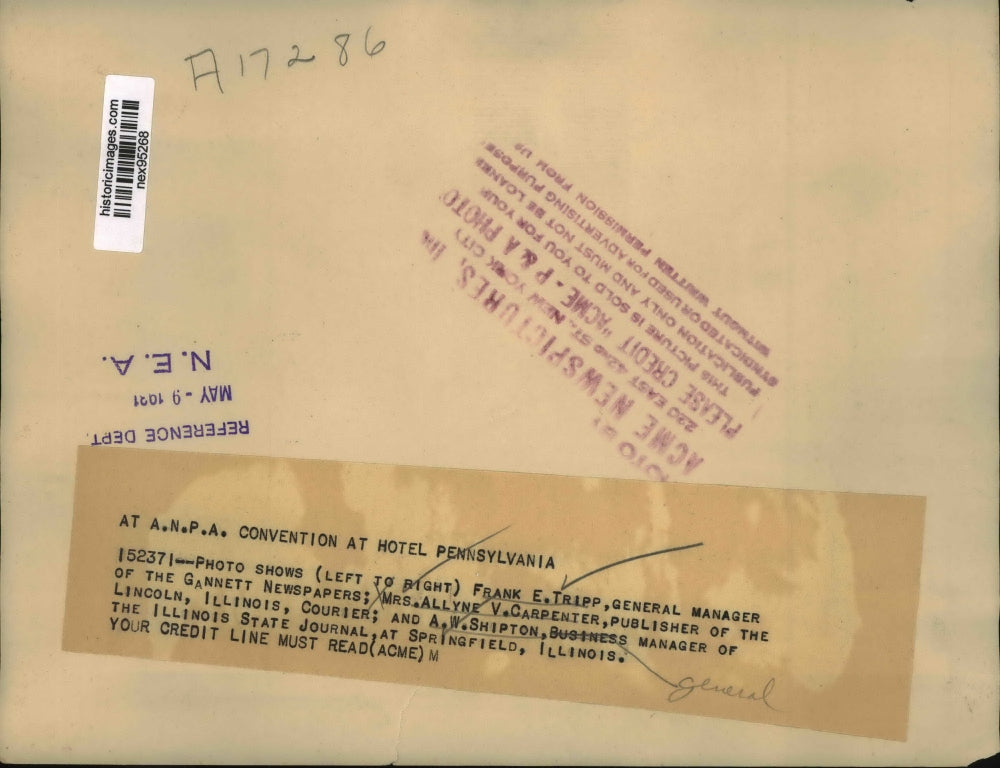 A17286
historicimages.com
nex95268
PHOTO BY
ACME NEWSPICTURES, Inc
220 EAST 42ND ST., NEW YORK CITY
PLEASE CREDIT "ACME - P & A PHOTO
THIS PICTURE IS SOLD TO YOU FOR YOUR
PUBLICATION ONLY AND MUST NOT BE LOANED
SYNDICATED OR USED FOR ADVERTISING PURPOSE
WITHOUT WRITTEN PERMISSION FROM US
REFERENCE DEPT.
MAY - 9 1931
N. E. A.
AT A.N.P.A. CONVENTION AT HOTEL PENNSYLVANIA
152371--PHOTO SHOWS (LEFT TO RIGHT) FRANK E.TRIPP,GENERAL MANAGER
OF THE GANNETT NEWSPAPERS; MRS.ALLYNE V.CARPENTER,PUBLISHER OF THE
LINCOLN, ILLINOIS, COURIER; AND A.W.SHIPTON,BUSINESS MANAGER OF
THE ILLINOIS STATE JOURNAL,AT SPRINGFIELD, ILLINOIS.
YOUR CREDIT LINE MUST READ(ACME) M
general